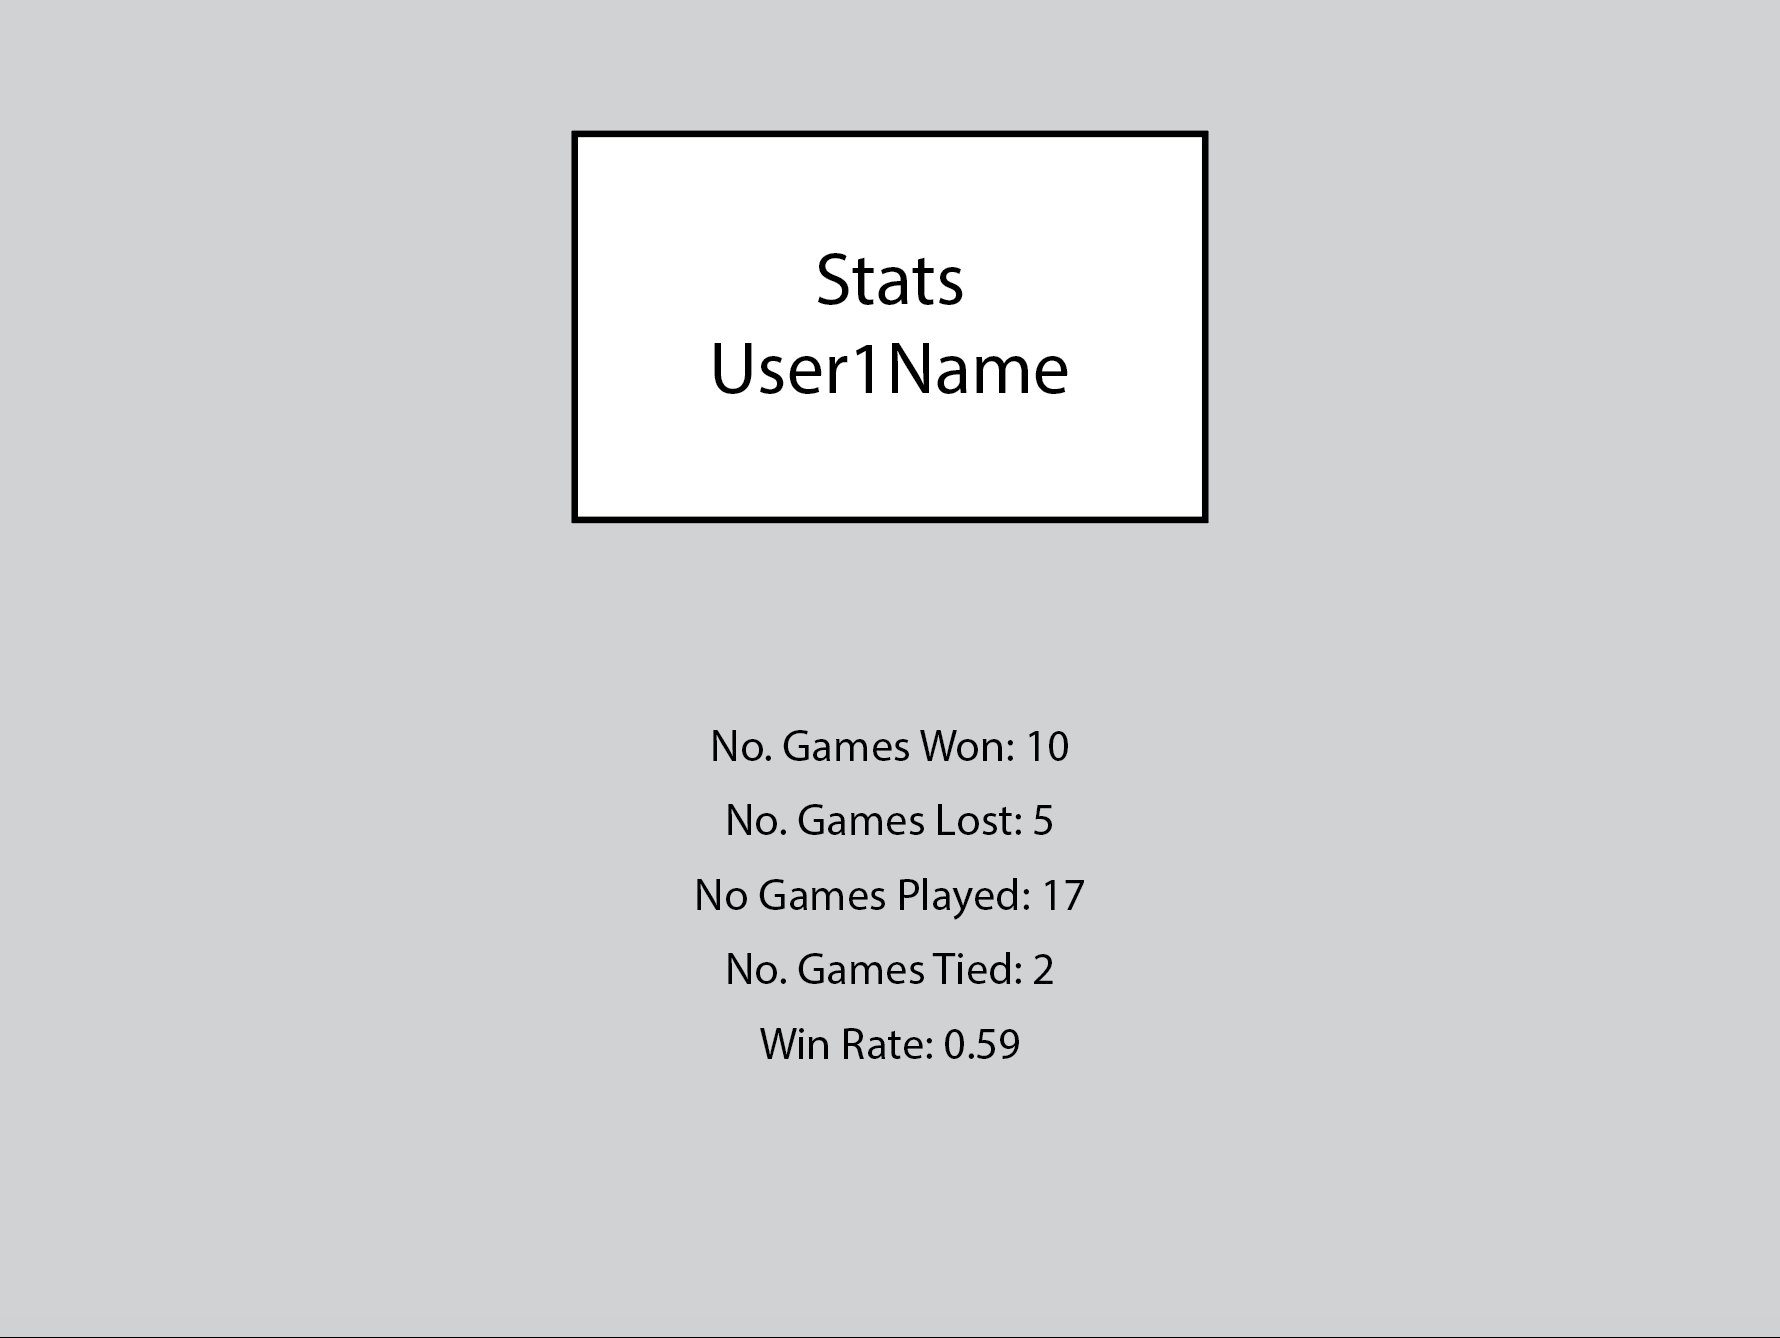 Stats
User1Name
No. Games Won: 10
No. Games Lost: 5
No Games Played: 17
No. Games Tied: 2
Win Rate: 0.59